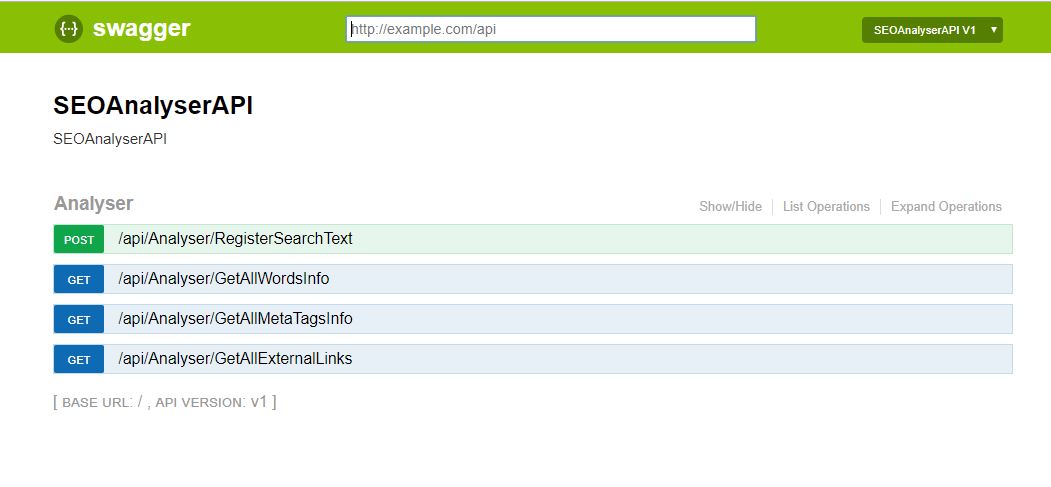 {··} swagger http://example.com/api SEOAnalyserAPI V1
SEOAnalyserAPI
SEOAnalyserAPI
Analyser Show/Hide List Operations Expand Operations
POST /api/Analyser/RegisterSearchText
GET /api/Analyser/GetAllWordsInfo
GET /api/Analyser/GetAllMetaTagsInfo
GET /api/Analyser/GetAllExternalLinks
[ BASE URL: / , API VERSION: V1 ]